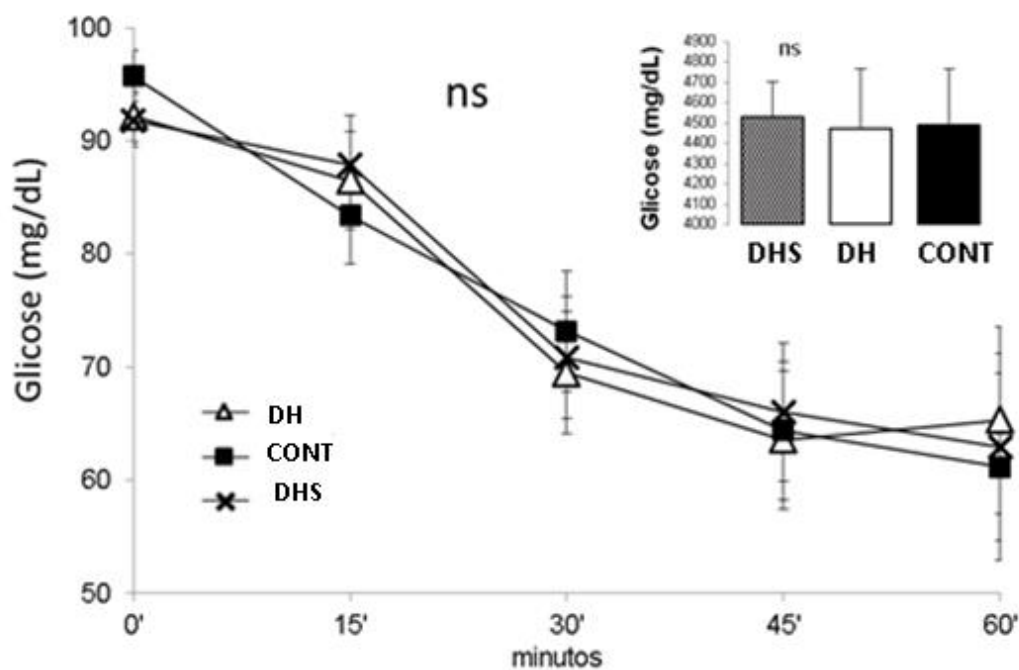 100
90
80
70
60
50
Glicose (mg/dL)
ns
DH
CONT
DHS
0' 15' 30' 45' 60'
minutos
Glicose (mg/dL)
4900
4800
4700
4600
4500
4400
4300
4200
4100
4000
ns
DHS DH CONT